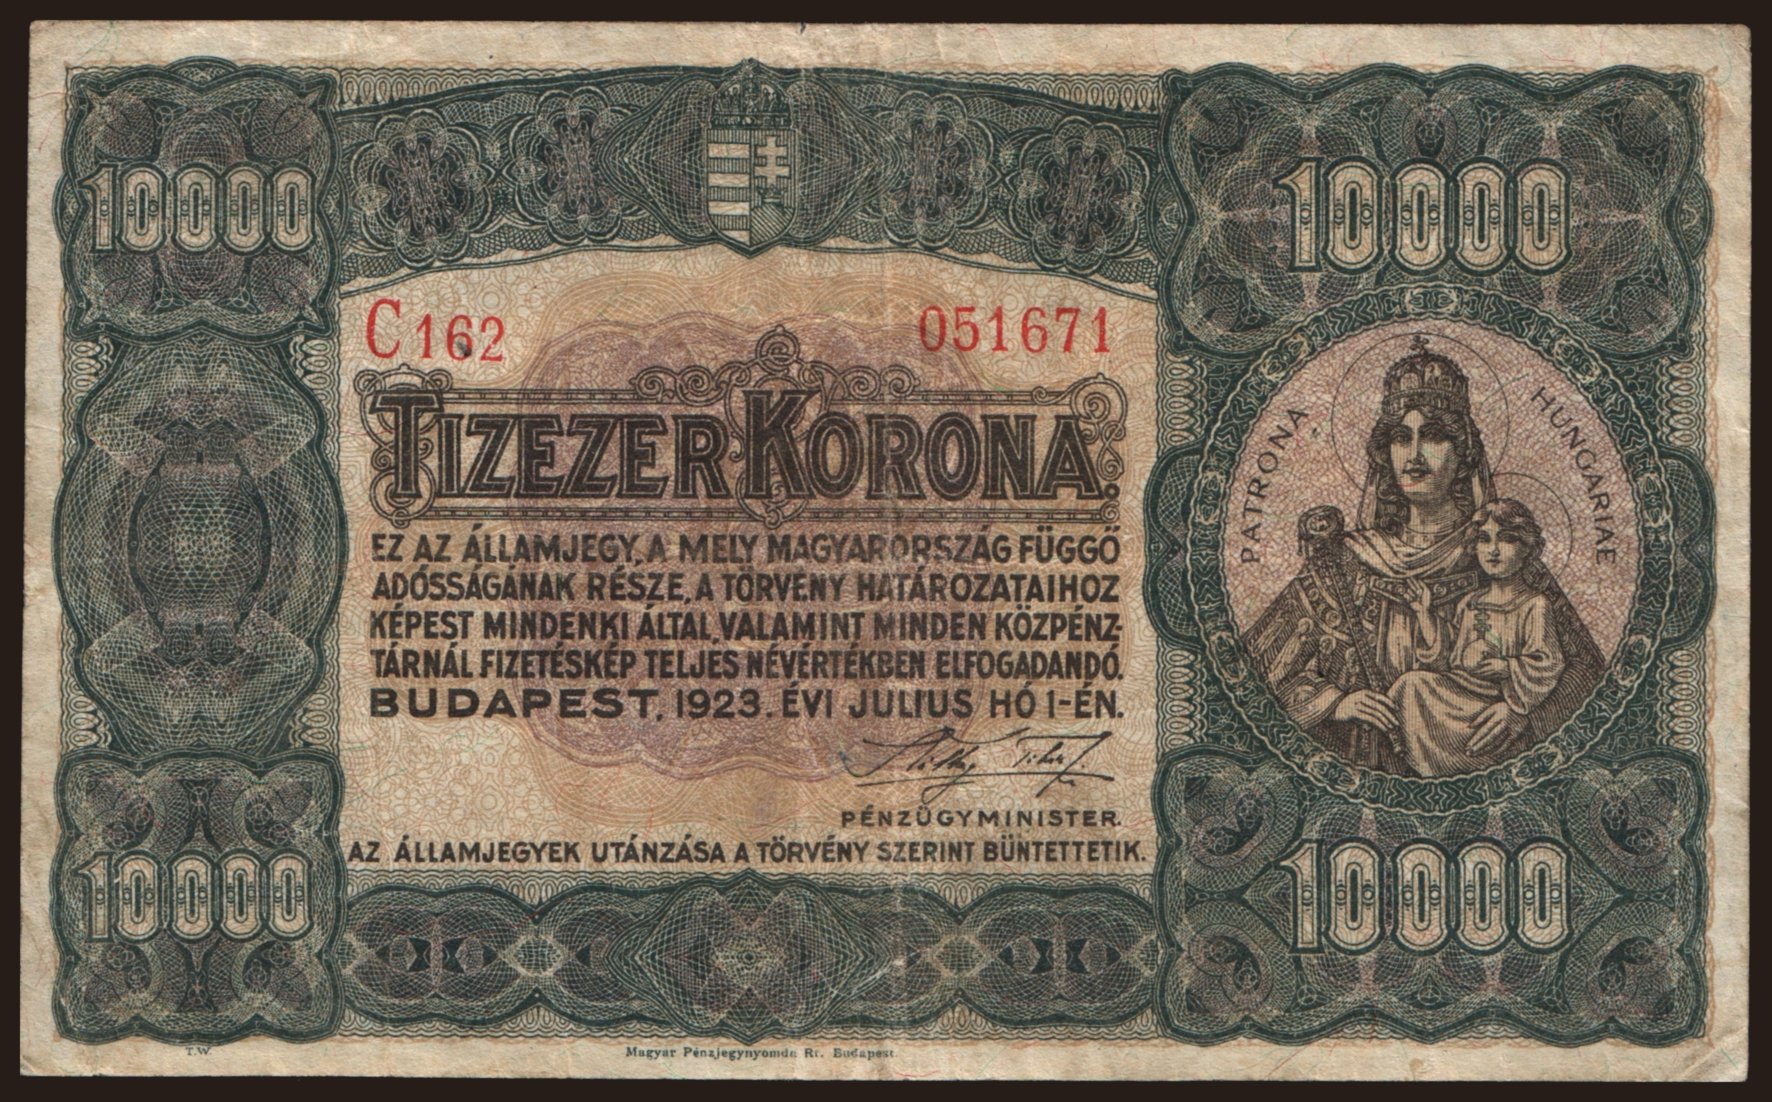 10000
10000
C162
051671
TIZEZER KORONA.
PATRONA HUNGARIAE
EZ AZ ÁLLAMJEGY, A MELY MAGYARORSZÁG FÜGGŐ
ADÓSSÁGÁNAK RÉSZE, A TÖRVÉNY HATÁROZATAIHOZ
KÉPEST MINDENKI ÁLTAL, VALAMINT MINDEN KÖZPÉNZ-
TÁRNÁL FIZETÉSKÉP TELJES NÉVÉRTÉKBEN ELFOGADANDÓ.
BUDAPEST, 1923. ÉVI JULIUS HÓ 1-ÉN.
PÉNZÜGYMINISTER.
AZ ÁLLAMJEGYEK UTÁNZÁSA A TÖRVÉNY SZERINT BÜNTETTETIK.
10000
10000
T.W.
Magyar Pénzjegynyomda Rt. Budapest.